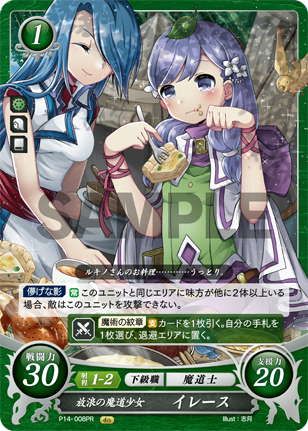 1
SAMPLE
ルキノさんのお料理…………うっとり。
儚げな影 常 このユニットと同じエリアに味方が他に2体以上いる
場合、敵はこのユニットを攻撃できない。
魔術の紋章 支 カードを1枚引く。自分の手札を
1枚選び、退避エリアに置く。
戦闘力
30
射程 1-2 下級職 魔道士
支援力
20
放浪の魔道少女 イレース
P14-008PR Illust:志月